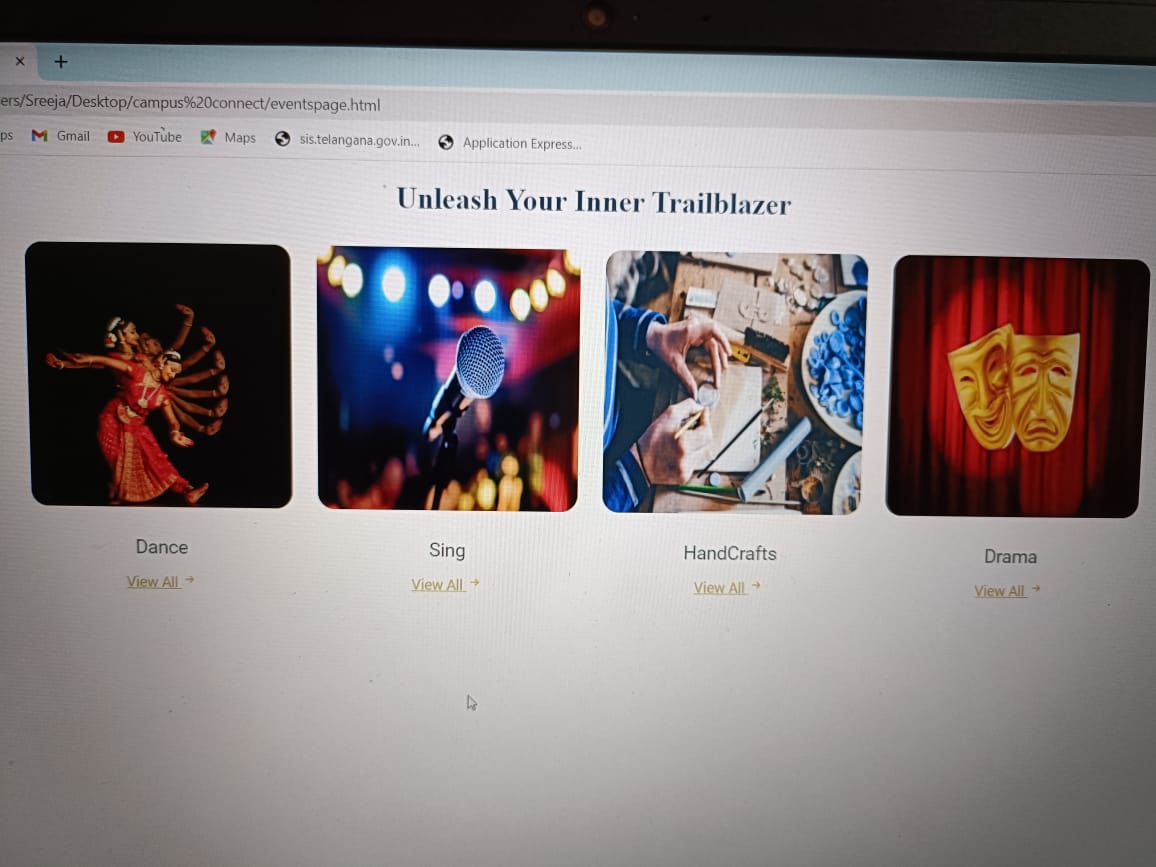 × +
ers/Sreeja/Desktop/campus%20connect/eventspage.html
ps Gmail YouTube Maps sis.telangana.gov.in... Application Express...
Unleash Your Inner Trailblazer
Dance Sing HandCrafts Drama
View All → View All → View All → View All →